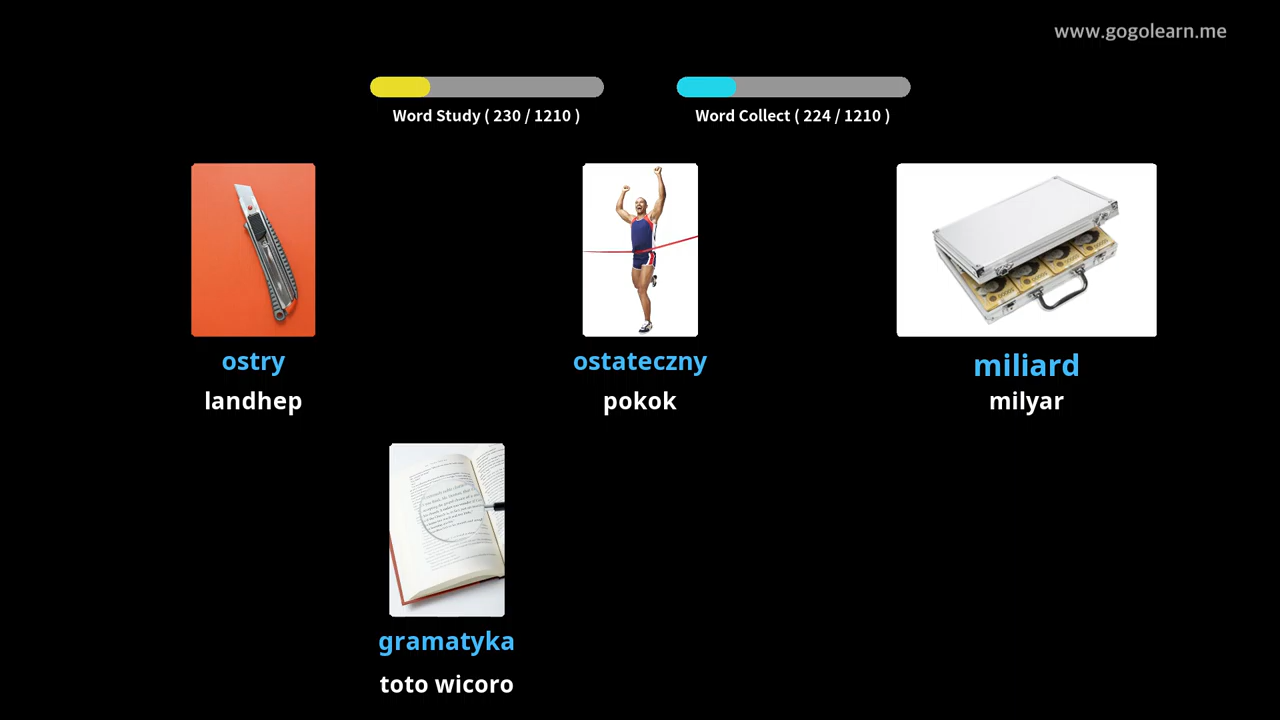 www.gogolearn.me
Word Study ( 230 / 1210 )
Word Collect ( 224 / 1210 )
ostry
landhep
ostateczny
pokok
miliard
milyar
gramatyka
toto wicoro